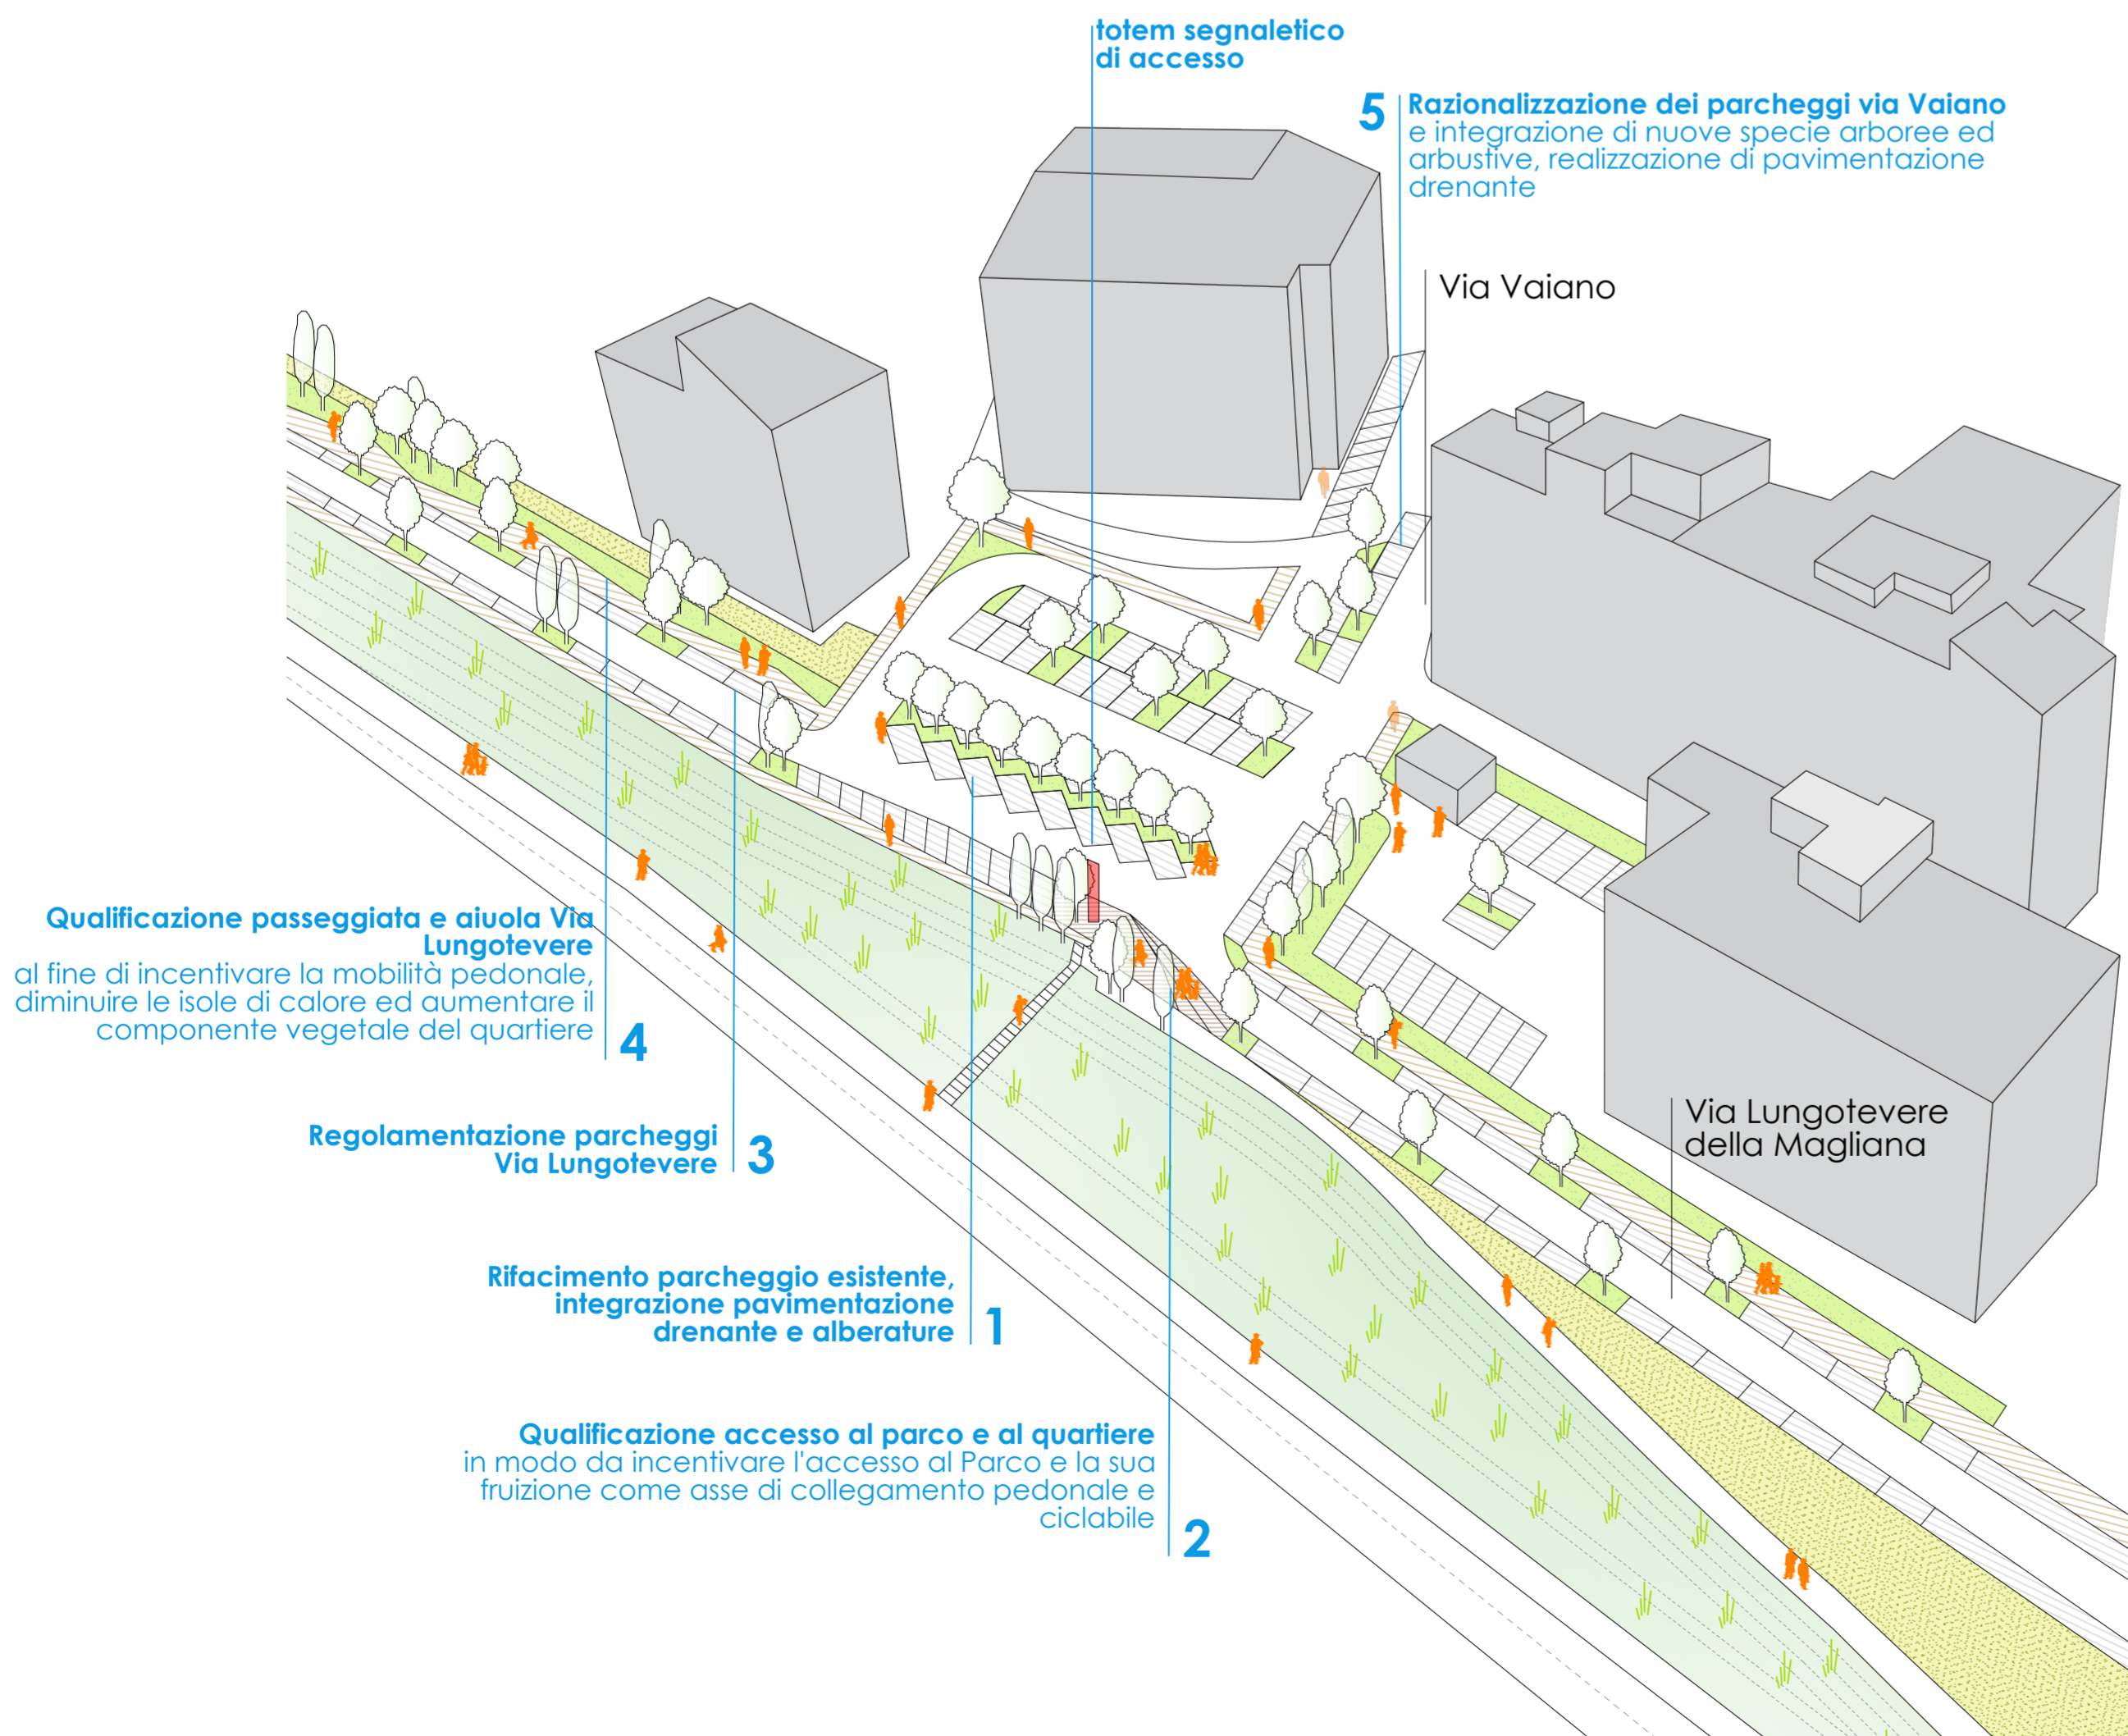 totem segnaletico
di accesso
5
Razionalizzazione dei parcheggi via Vaiano
e integrazione di nuove specie arboree ed
arbustive, realizzazione di pavimentazione
drenante
Via Vaiano
Qualificazione passeggiata e aiuola Via
Lungotevere
al fine di incentivare la mobilità pedonale,
diminuire le isole di calore ed aumentare il
componente vegetale del quartiere
4
Regolamentazione parcheggi
Via Lungotevere
3
Via Lungotevere
della Magliana
Rifacimento parcheggio esistente,
integrazione pavimentazione
drenante e alberature
1
Qualificazione accesso al parco e al quartiere
in modo da incentivare l'accesso al Parco e la sua
fruizione come asse di collegamento pedonale e
ciclabile
2